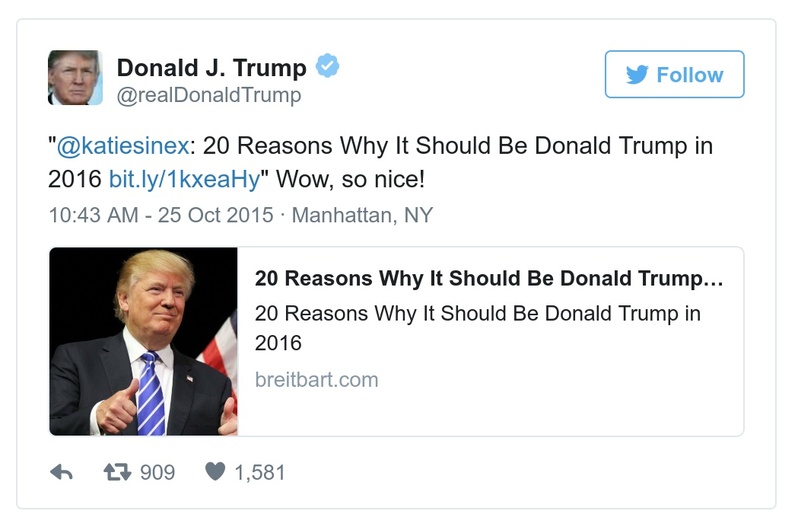 Donald J. Trump
@realDonaldTrump
Follow
"@katiesinex: 20 Reasons Why It Should Be Donald Trump in
2016 bit.ly/1kxeaHy" Wow, so nice!
10:43 AM - 25 Oct 2015 · Manhattan, NY
20 Reasons Why It Should Be Donald Trump...
20 Reasons Why It Should Be Donald Trump in
2016
breitbart.com
909 1,581